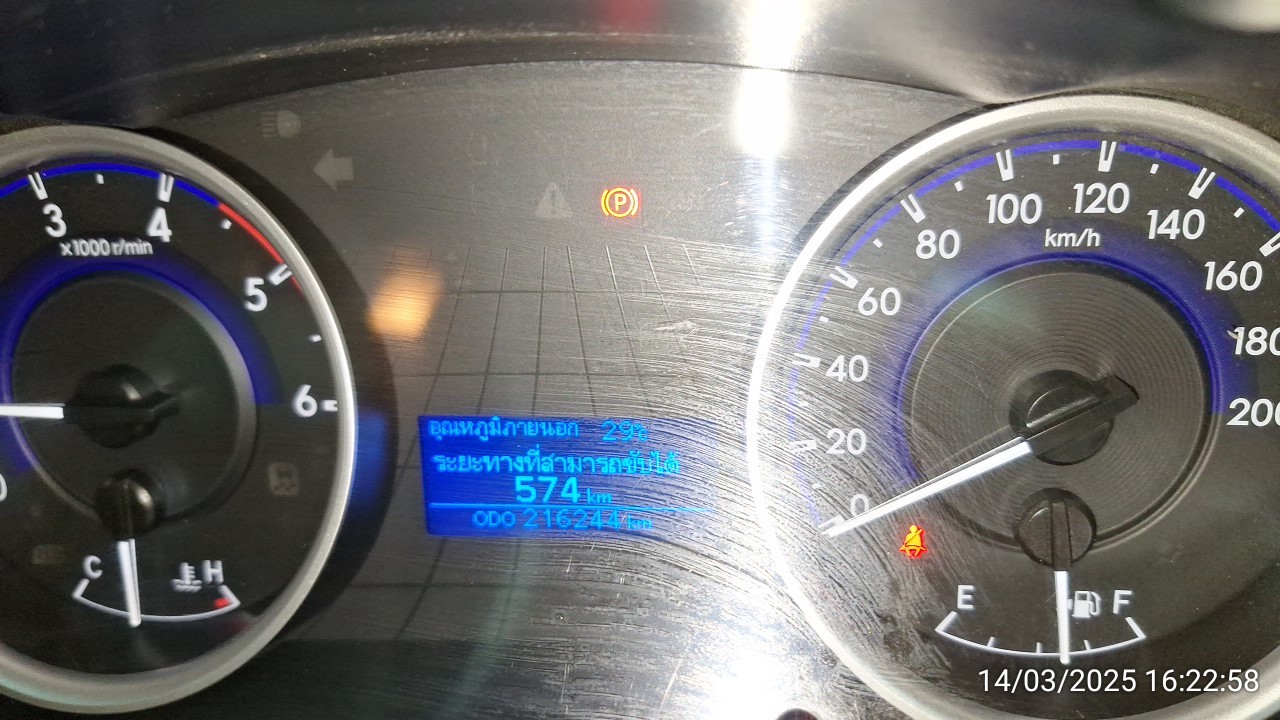 3
4
x1000 r/min
5
6
C
H
P
อุณหภูมิภายนอก 29
ระยะทางที่สามารถขับได้
574 km
ODO 216244 km
0
20
40
60
80
100
120
140
160
180
200
km/h
E
F
14/03/2025 16:22:58